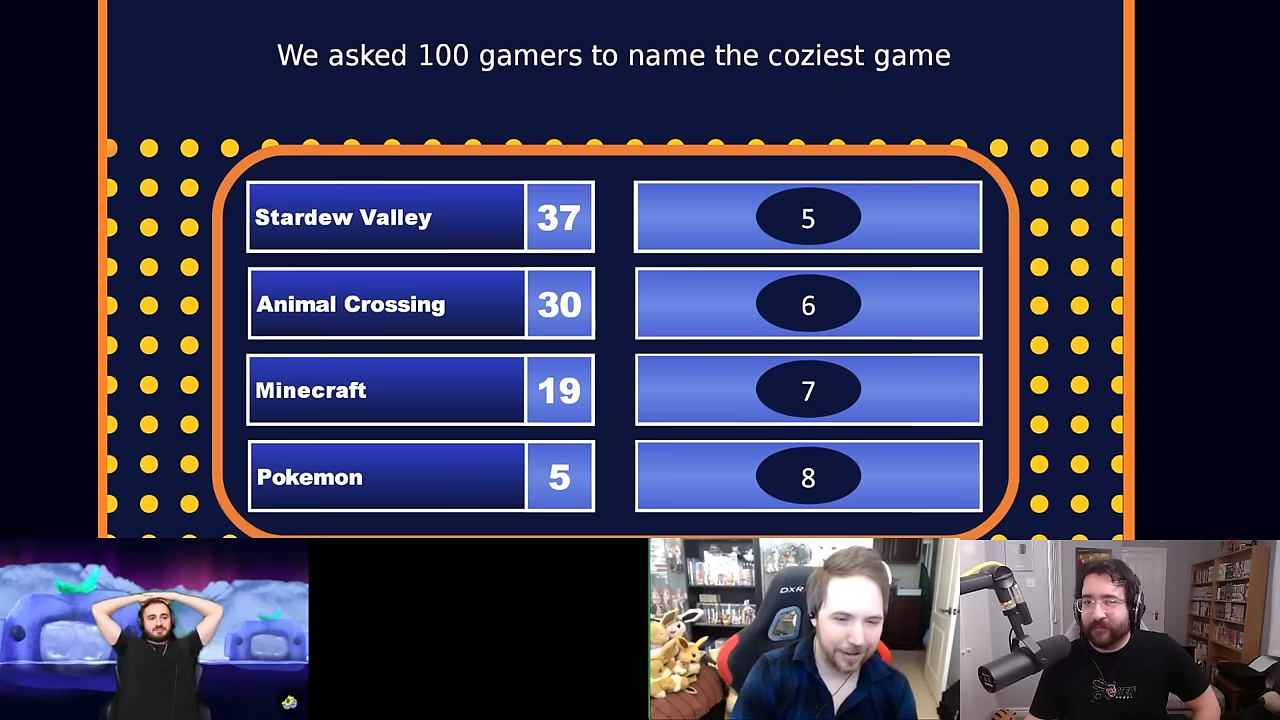 We asked 100 gamers to name the coziest game
Stardew Valley 37
5
Animal Crossing 30
6
Minecraft 19
7
Pokemon 5
8
DXR